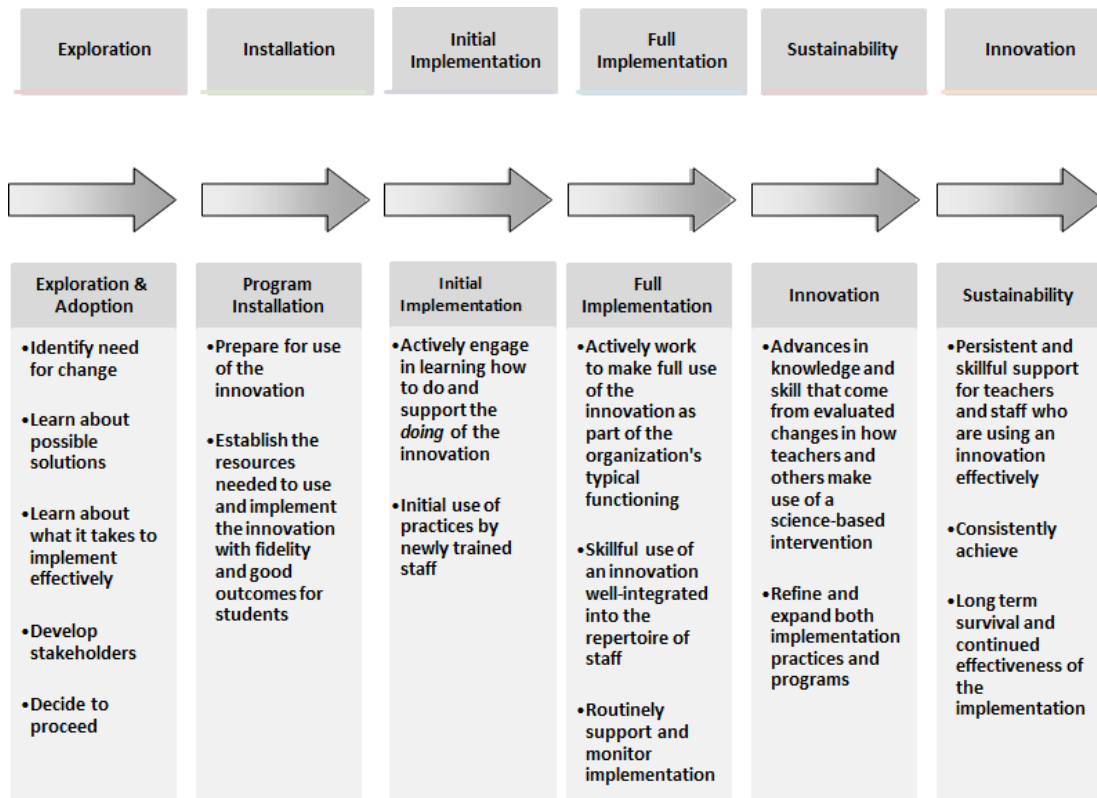 Exploration
Installation
Initial
Implementation
Full
Implementation
Sustainability
Innovation
Exploration &
Adoption
•Identify need
for change
•Learn about
possible
solutions
•Learn about
what it takes to
implement
effectively
•Develop
stakeholders
•Decide to
proceed
Program
Installation
•Prepare for use
of the
innovation
•Establish the
resources
needed to use
and implement
the innovation
with fidelity
and good
outcomes for
students
Initial
Implementation
•Actively engage
in learning how
to do and
support the
doing of the
innovation
•Initial use of
practices by
newly trained
staff
Full
Implementation
•Actively work
to make full use
of the
innovation as
part of the
organization's
typical
functioning
•Skillful use of
an innovation
well-integrated
into the
repertoire of
staff
•Routinely
support and
monitor
implementation
Innovation
•Advances in
knowledge and
skill that come
from evaluated
changes in how
teachers and
others make
use of a
science-based
intervention
•Refine and
expand both
implementation
practices and
programs
Sustainability
•Persistent and
skillful support
for teachers
and staff who
are using an
innovation
effectively
•Consistently
achieve
•Long term
survival and
continued
effectiveness of
the
implementation